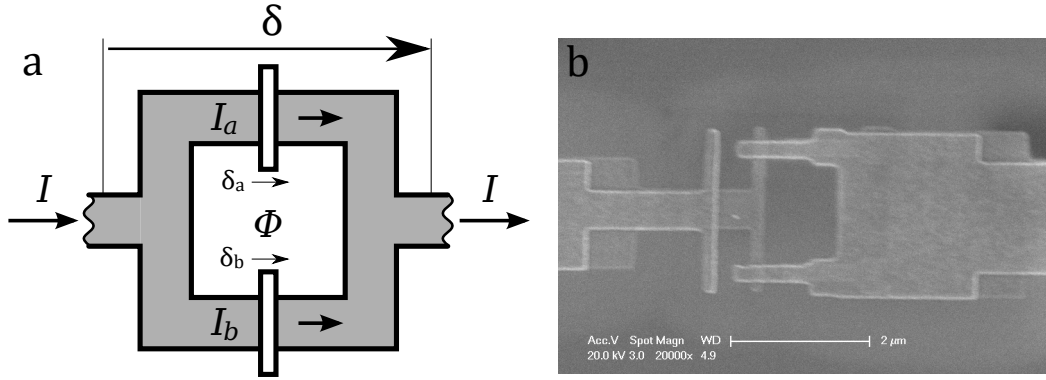 δ
a
b
I_a
δ_a
I
I
Φ
δ_b
I_b
Acc.V Spot Magn WD
20.0 kV 3.0 20000x 4.9
2 µm